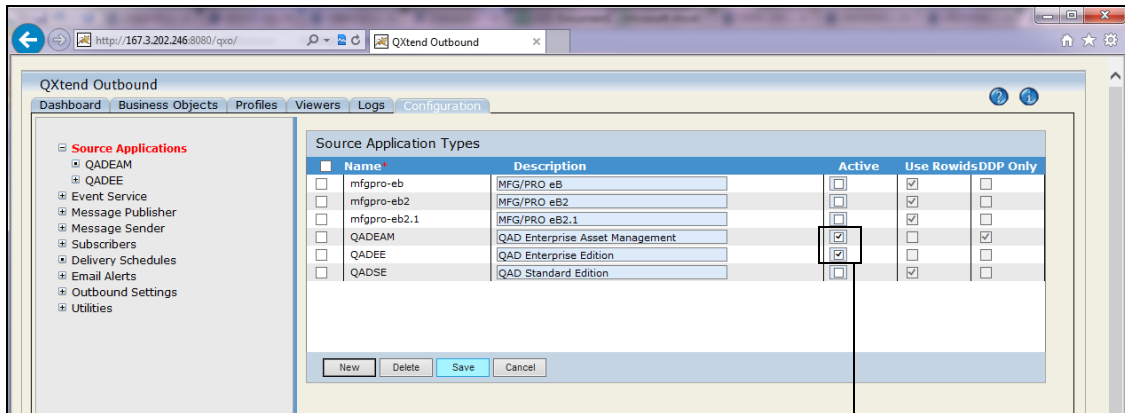 http://167.3.202.246:8080/qxo/
QXtend Outbound
QXtend Outbound
Dashboard Business Objects Profiles Viewers Logs Configuration
Source Applications
QADEAM
QADEE
Event Service
Message Publisher
Message Sender
Subscribers
Delivery Schedules
Email Alerts
Outbound Settings
Utilities
Source Application Types
Name* Description Active Use Rowids DDP Only
mfgpro-eb MFG/PRO eB
mfgpro-eb2 MFG/PRO eB2
mfgpro-eb2.1 MFG/PRO eB2.1
QADEAM QAD Enterprise Asset Management
QADEE QAD Enterprise Edition
QADSE QAD Standard Edition
New Delete Save Cancel